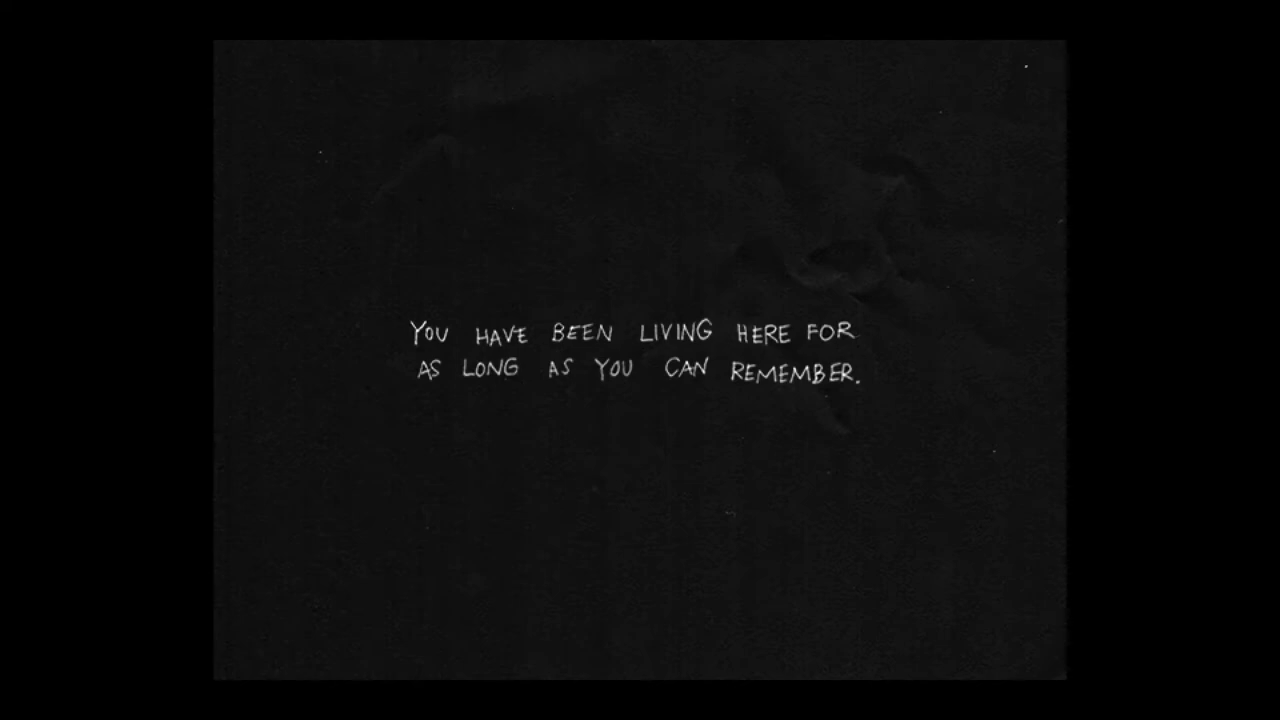 YOU HAVE BEEN LIVING HERE FOR
AS LONG AS YOU CAN REMEMBER.